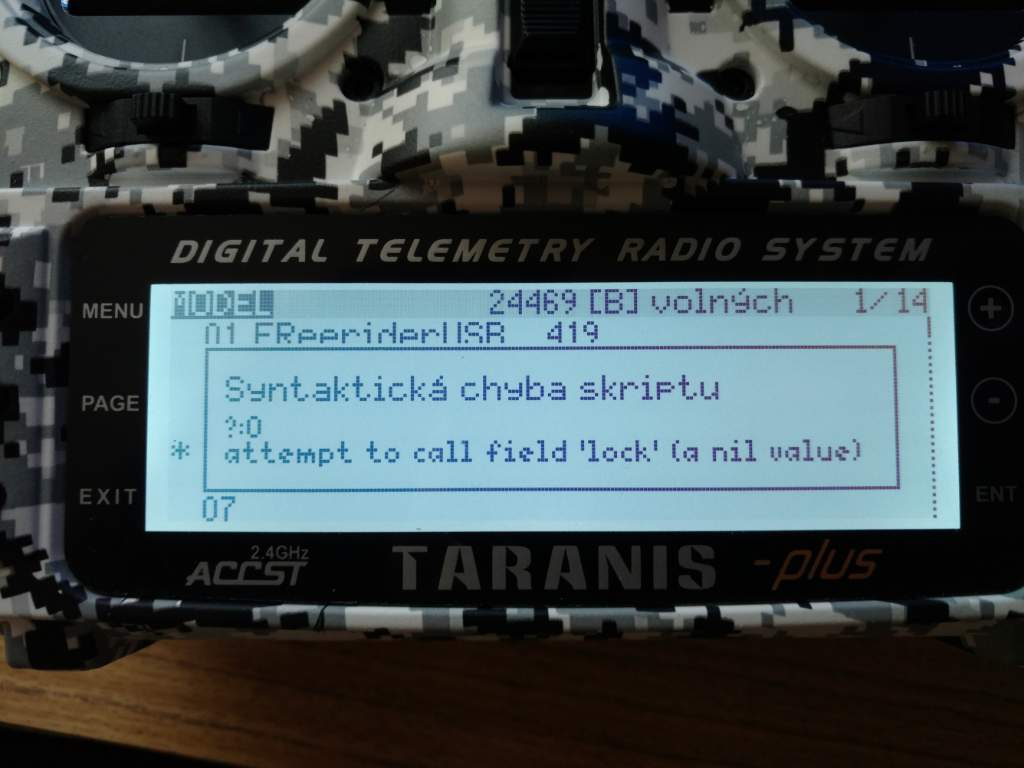 DIGITAL TELEMETRY RADIO SYSTEM
MENU
PAGE
EXIT
MODEL 24469 [B] volných 1/14
01 FReeriderUSR 419
Syntaktická chyba skriptu
?:0
* attempt to call field 'lock' (a nil value)
07
+
-
ENT
2.4GHz
ACCST
TARANIS -plus